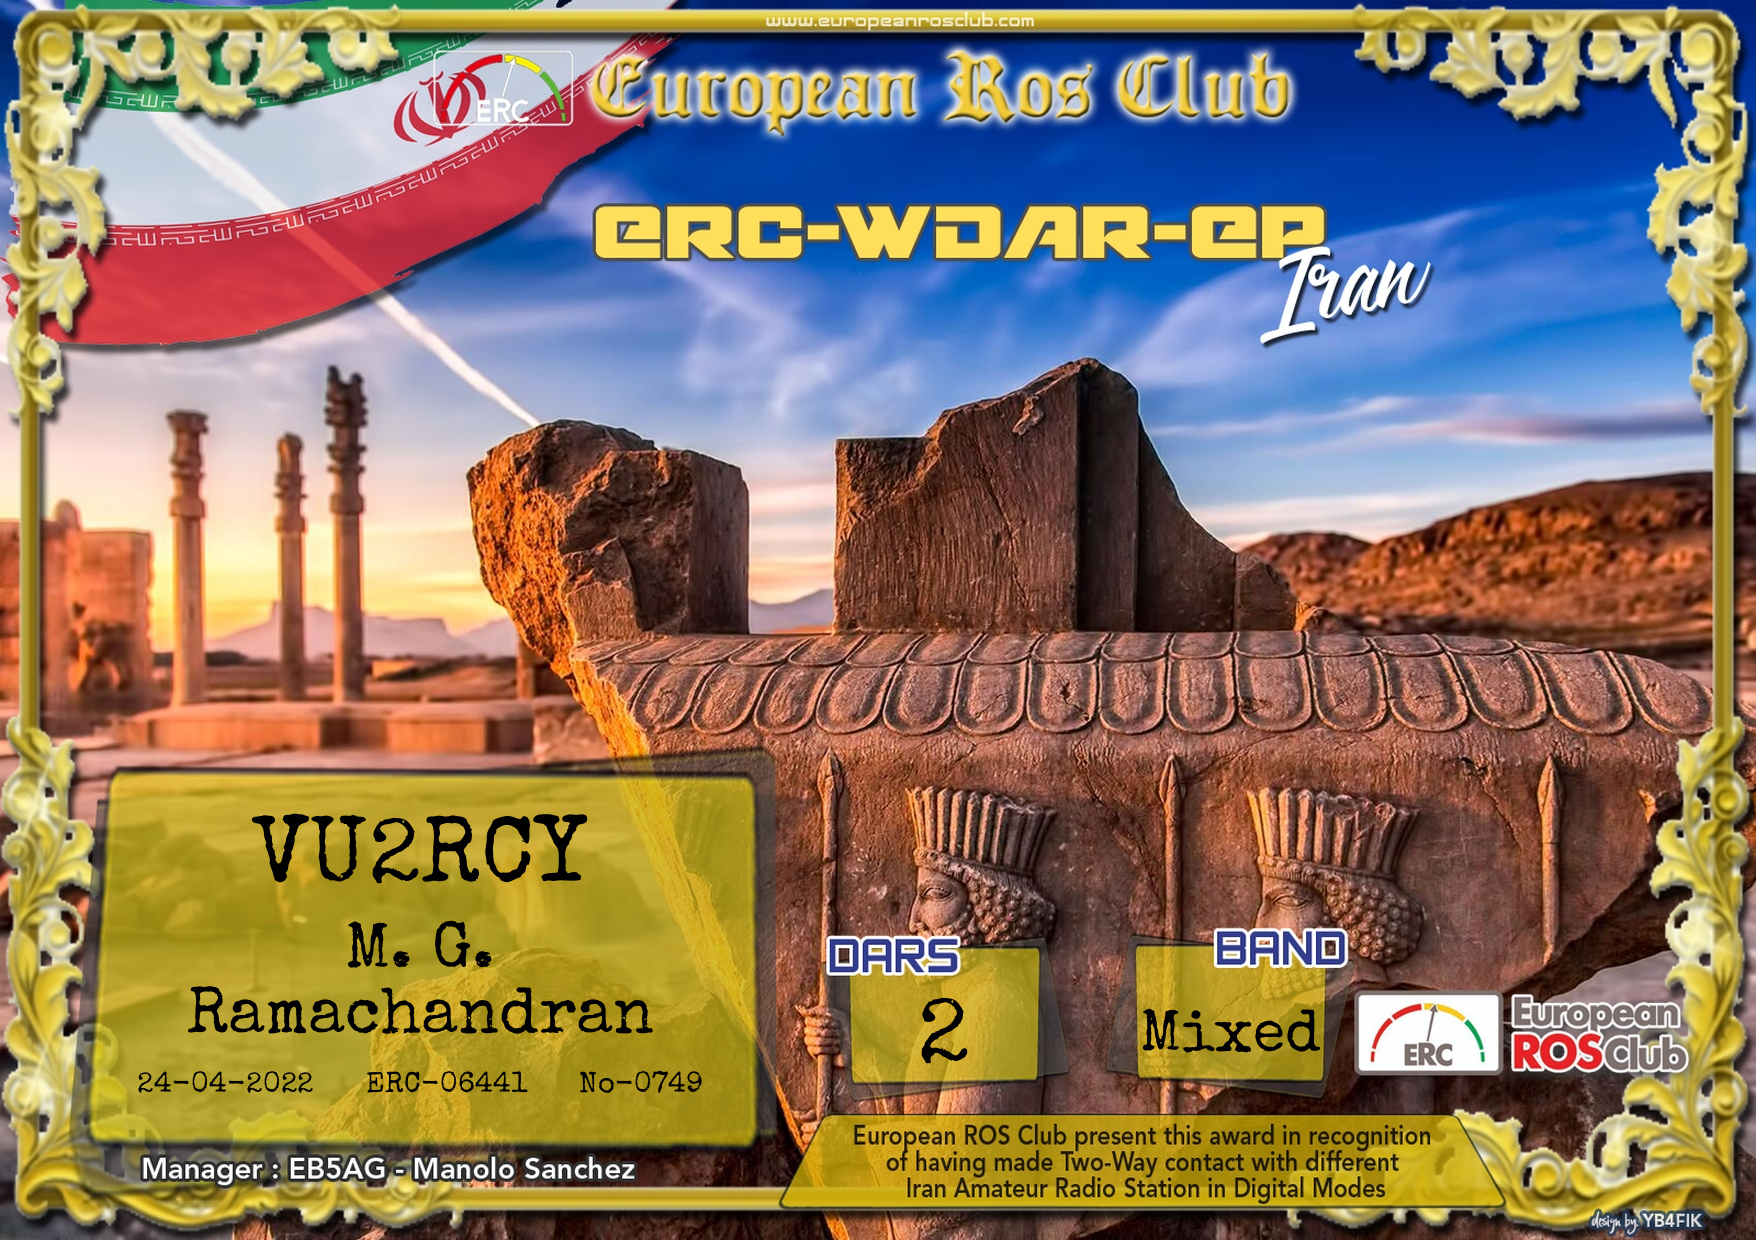 www.europeanrosclub.com
ERC
European Ros Club
ERC-WDAR-EP
Iran
VU2RCY
M. G.
Ramachandran
24-04-2022 ERC-06441 No-0749
Manager : EB5AG - Manolo Sanchez
DARS
2
BAND
Mixed
ERC
European
ROSClub
European ROS Club present this award in recognition
of having made Two-Way contact with different
Iran Amateur Radio Station in Digital Modes
design by YB4FIK